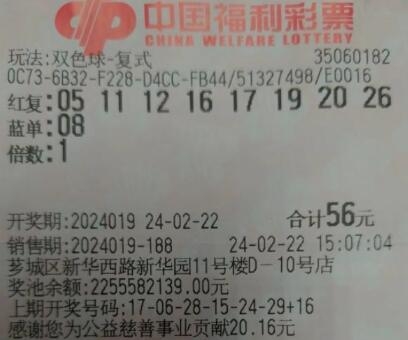 中国福利彩票
CHINA WELFARE LOTTERY
玩法:双色球-复式 35060182
0C73-6B32-F228-D4CC-FB44/51327498/E0016
红复:05 11 12 16 17 19 20 26
蓝单:08
倍数:1
开奖期:2024019 24-02-22 合计56元
销售期:2024019-188 24-02-22 15:07:04
芗城区新华西路新华园11号楼D-10号店
奖池余额:2255582139.00元
上期开奖号码:17-06-28-15-24-29+16
感谢您为公益慈善事业贡献20.16元